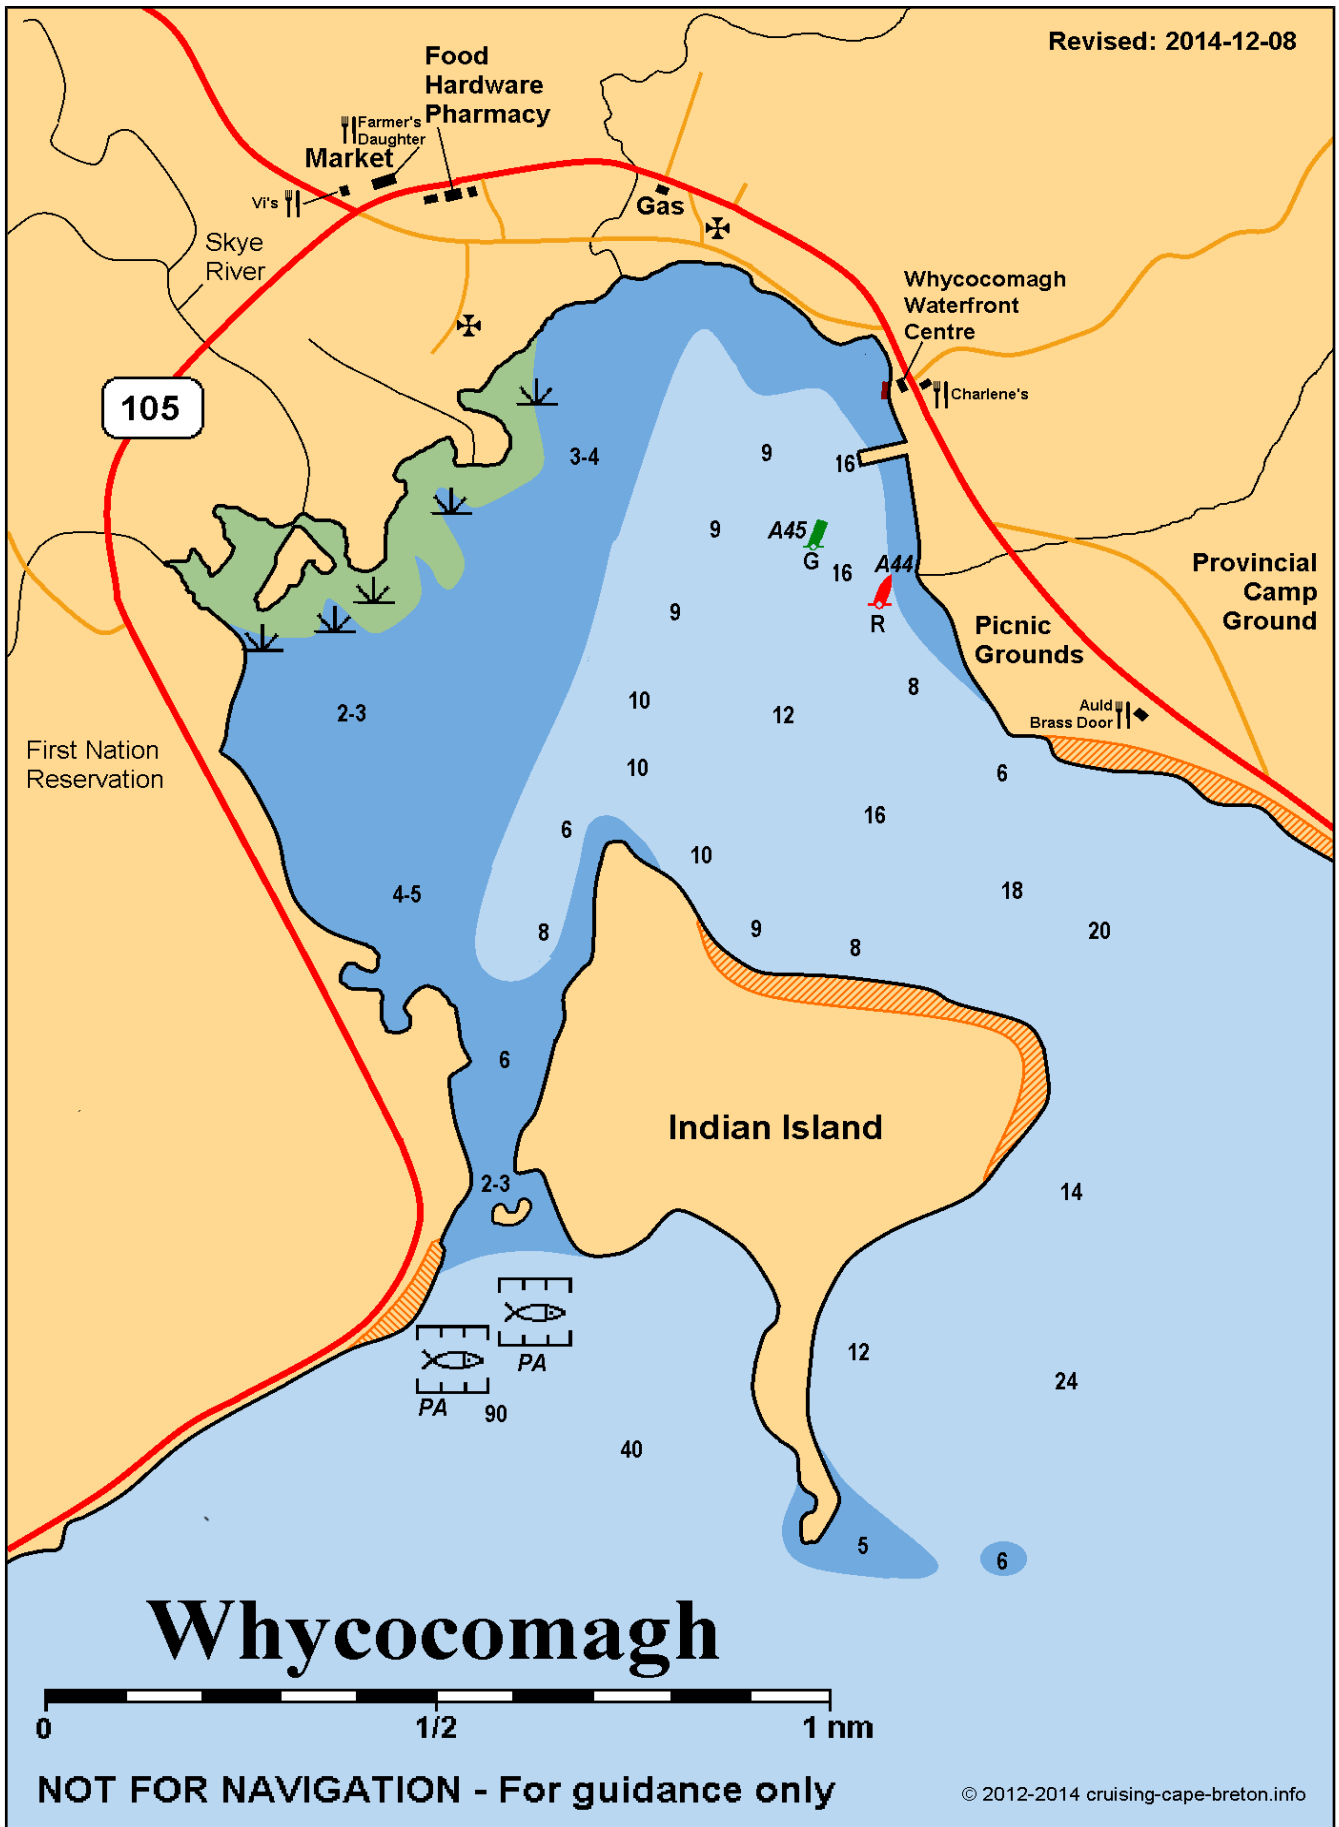 Revised: 2014-12-08
Food
Hardware
Pharmacy
Farmer's
Daughter
Market
Vi's
Gas
Skye
River
Whycocomagh
Waterfront
Centre
Charlene's
105
3-4
9
16
9
A45
G
16
A44
R
Provincial
Camp
Ground
Picnic
Grounds
9
8
10
12
2-3
Auld
Brass Door
First Nation
Reservation
10
6
6
16
10
4-5
18
8
9
8
20
6
Indian Island
2-3
14
PA
PA
12
24
90
40
5
6
Whycocomagh
0 1/2 1 nm
NOT FOR NAVIGATION - For guidance only
© 2012-2014 cruising-cape-breton.info